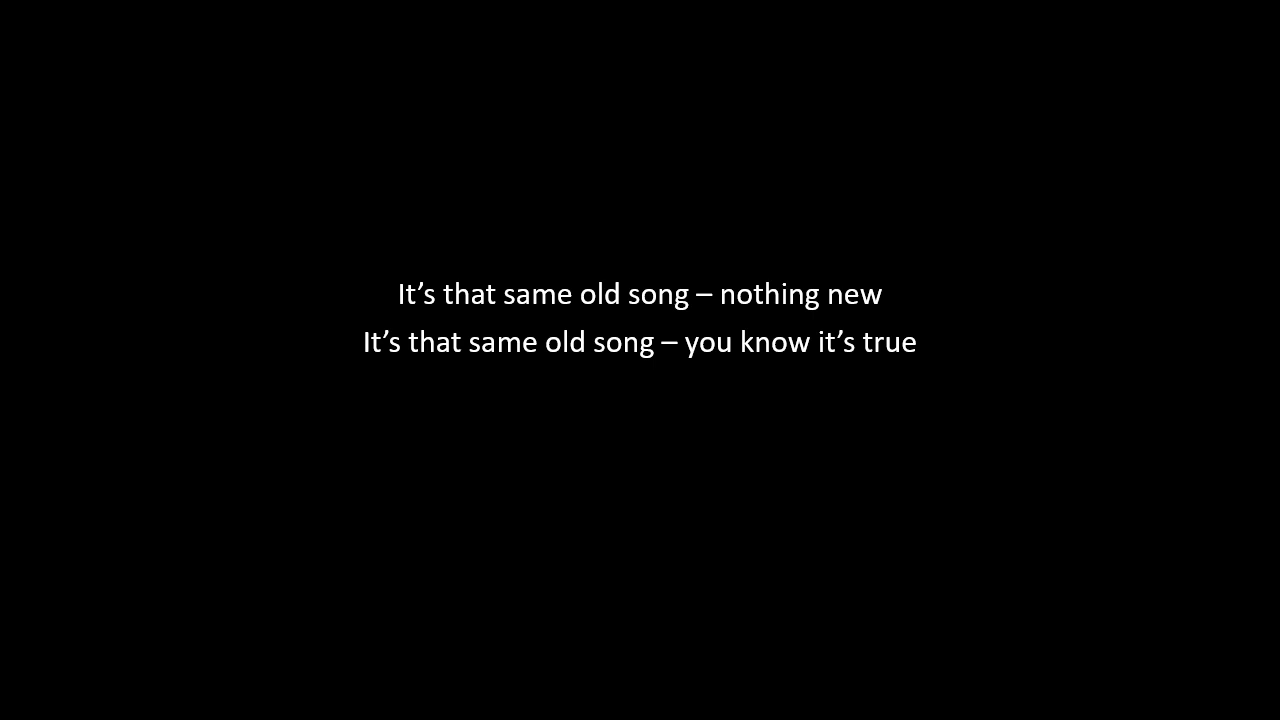 It’s that same old song – nothing new
It’s that same old song – you know it’s true